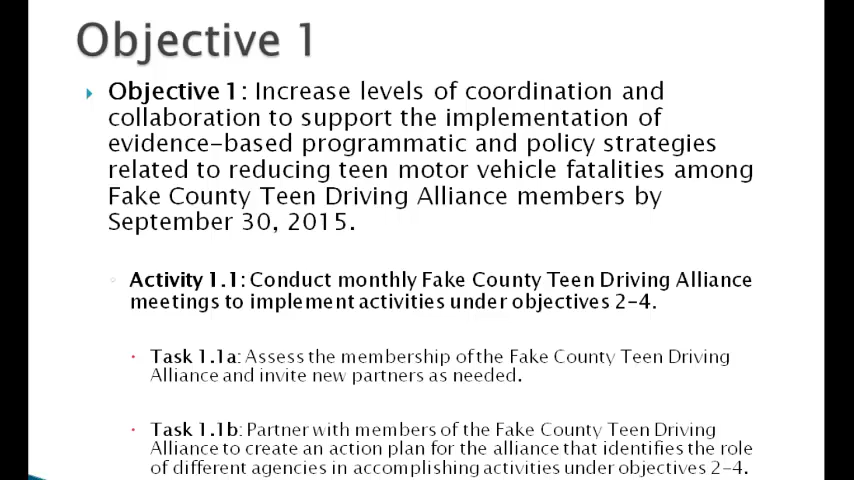 Objective 1
Objective 1: Increase levels of coordination and
collaboration to support the implementation of
evidence-based programmatic and policy strategies
related to reducing teen motor vehicle fatalities among
Fake County Teen Driving Alliance members by
September 30, 2015.
Activity 1.1: Conduct monthly Fake County Teen Driving Alliance
meetings to implement activities under objectives 2-4.
Task 1.1a: Assess the membership of the Fake County Teen Driving
Alliance and invite new partners as needed.
Task 1.1b: Partner with members of the Fake County Teen Driving
Alliance to create an action plan for the alliance that identifies the role
of different agencies in accomplishing activities under objectives 2-4.